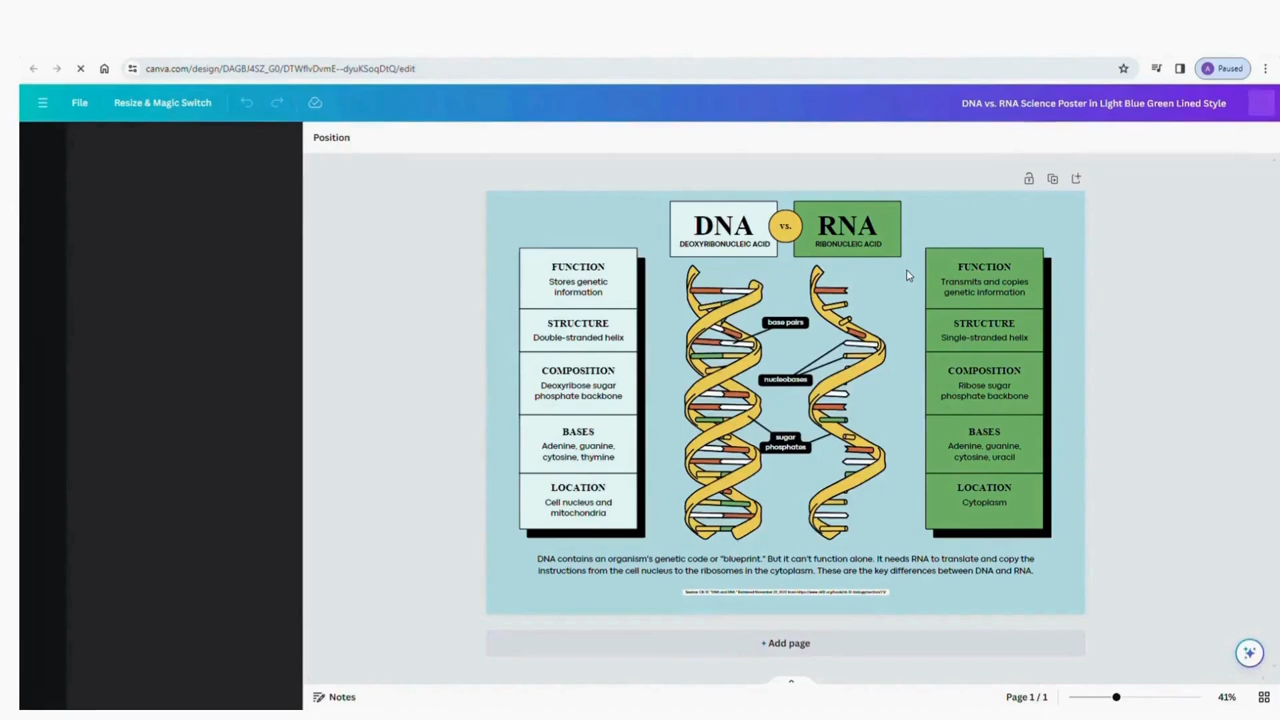 canva.com/design/DAGBJ4SZ_G0/DTWflvDvmE--dyuKSoqDtQ/edit
A
Paused
File
Resize & Magic Switch
DNA vs. RNA Science Poster in Light Blue Green Lined Style
Position
DNA
DEOXYRIBONUCLEIC ACID
vs.
RNA
RIBONUCLEIC ACID
FUNCTION
Stores genetic
information
STRUCTURE
Double-stranded helix
COMPOSITION
Deoxyribose sugar
phosphate backbone
BASES
Adenine, guanine,
cytosine, thymine
LOCATION
Cell nucleus and
mitochondria
base pairs
nucleobases
sugar
phosphates
FUNCTION
Transmits and copies
genetic information
STRUCTURE
Single-stranded helix
COMPOSITION
Ribose sugar
phosphate backbone
BASES
Adenine, guanine,
cytosine, uracil
LOCATION
Cytoplasm
DNA contains an organism's genetic code or "blueprint." But it can't function alone. It needs RNA to translate and copy the
instructions from the cell nucleus to the ribosomes in the cytoplasm. These are the key differences between DNA and RNA.
+ Add page
Notes
Page 1 / 1
41%